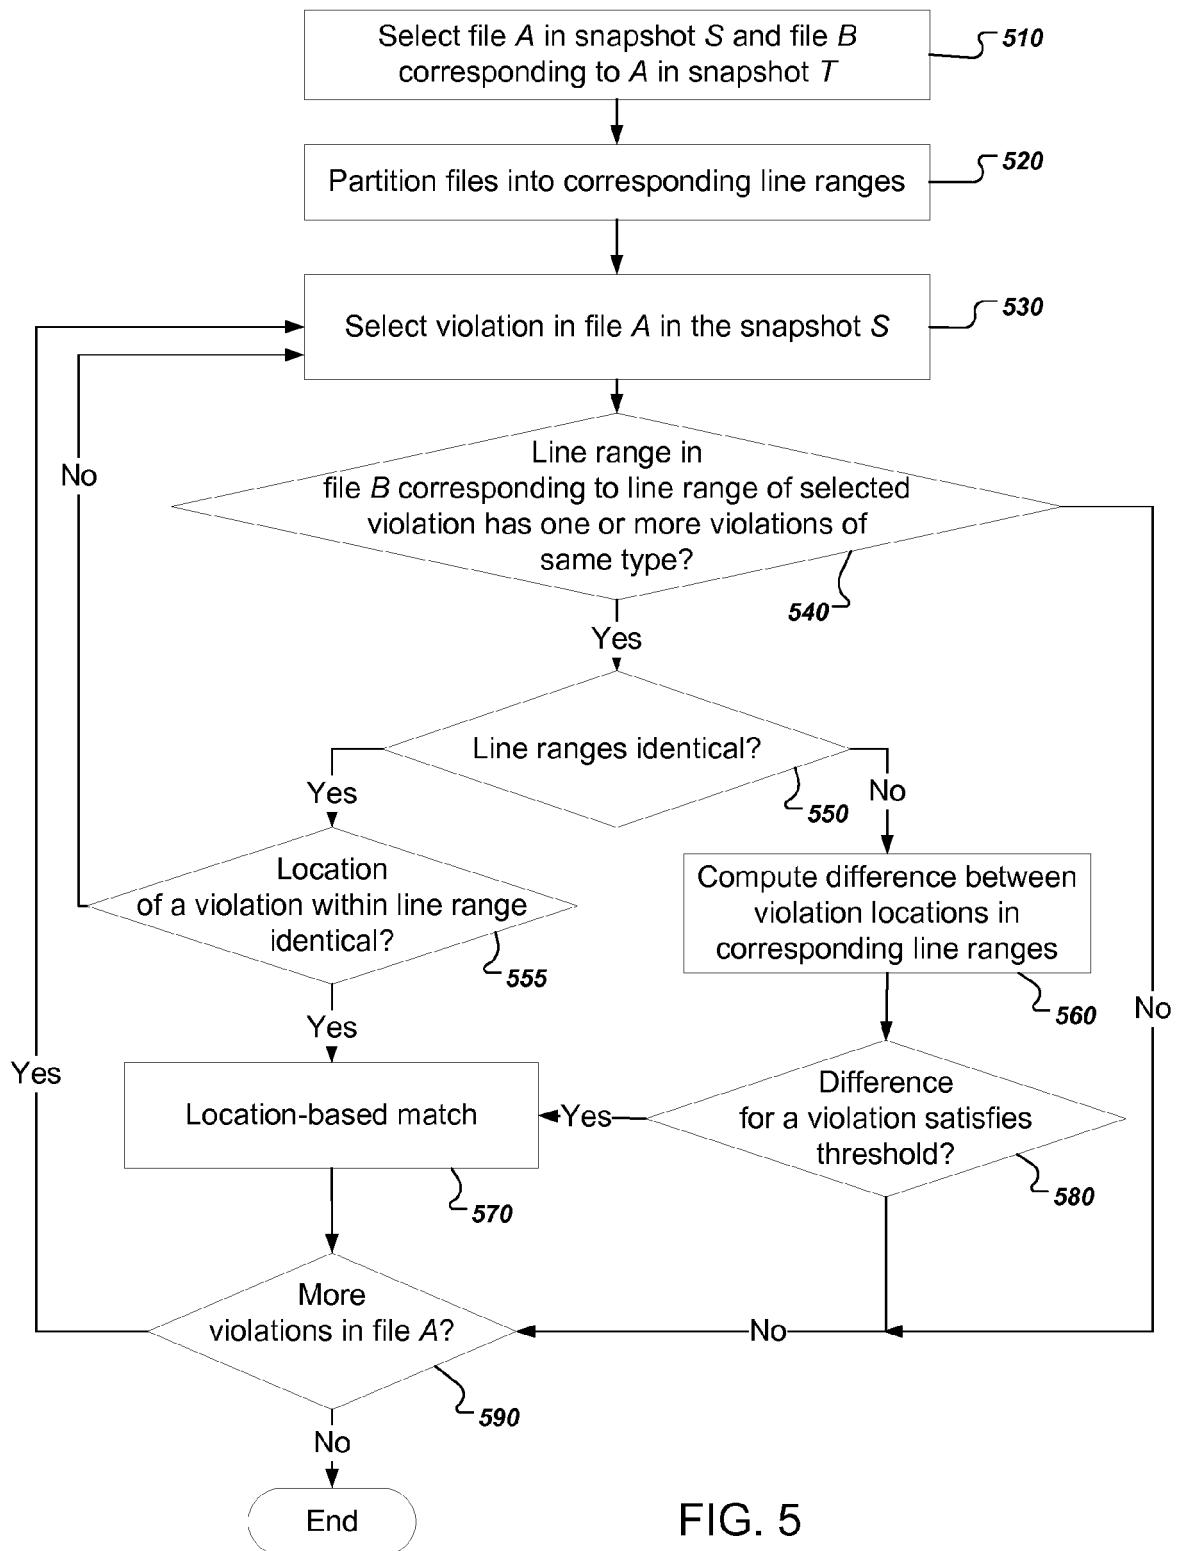 Select file A in snapshot S and file B
corresponding to A in snapshot T
510
Partition files into corresponding line ranges
520
Select violation in file A in the snapshot S
530
No
Line range in
file B corresponding to line range of selected
violation has one or more violations of
same type?
540
Yes
Line ranges identical?
550
Yes
No
Location
of a violation within line range
identical?
555
Compute difference between
violation locations in
corresponding line ranges
560
No
Yes
Yes
Location-based match
570
Yes
Difference
for a violation satisfies
threshold?
580
More
violations in file A?
590
No
No
End
FIG. 5